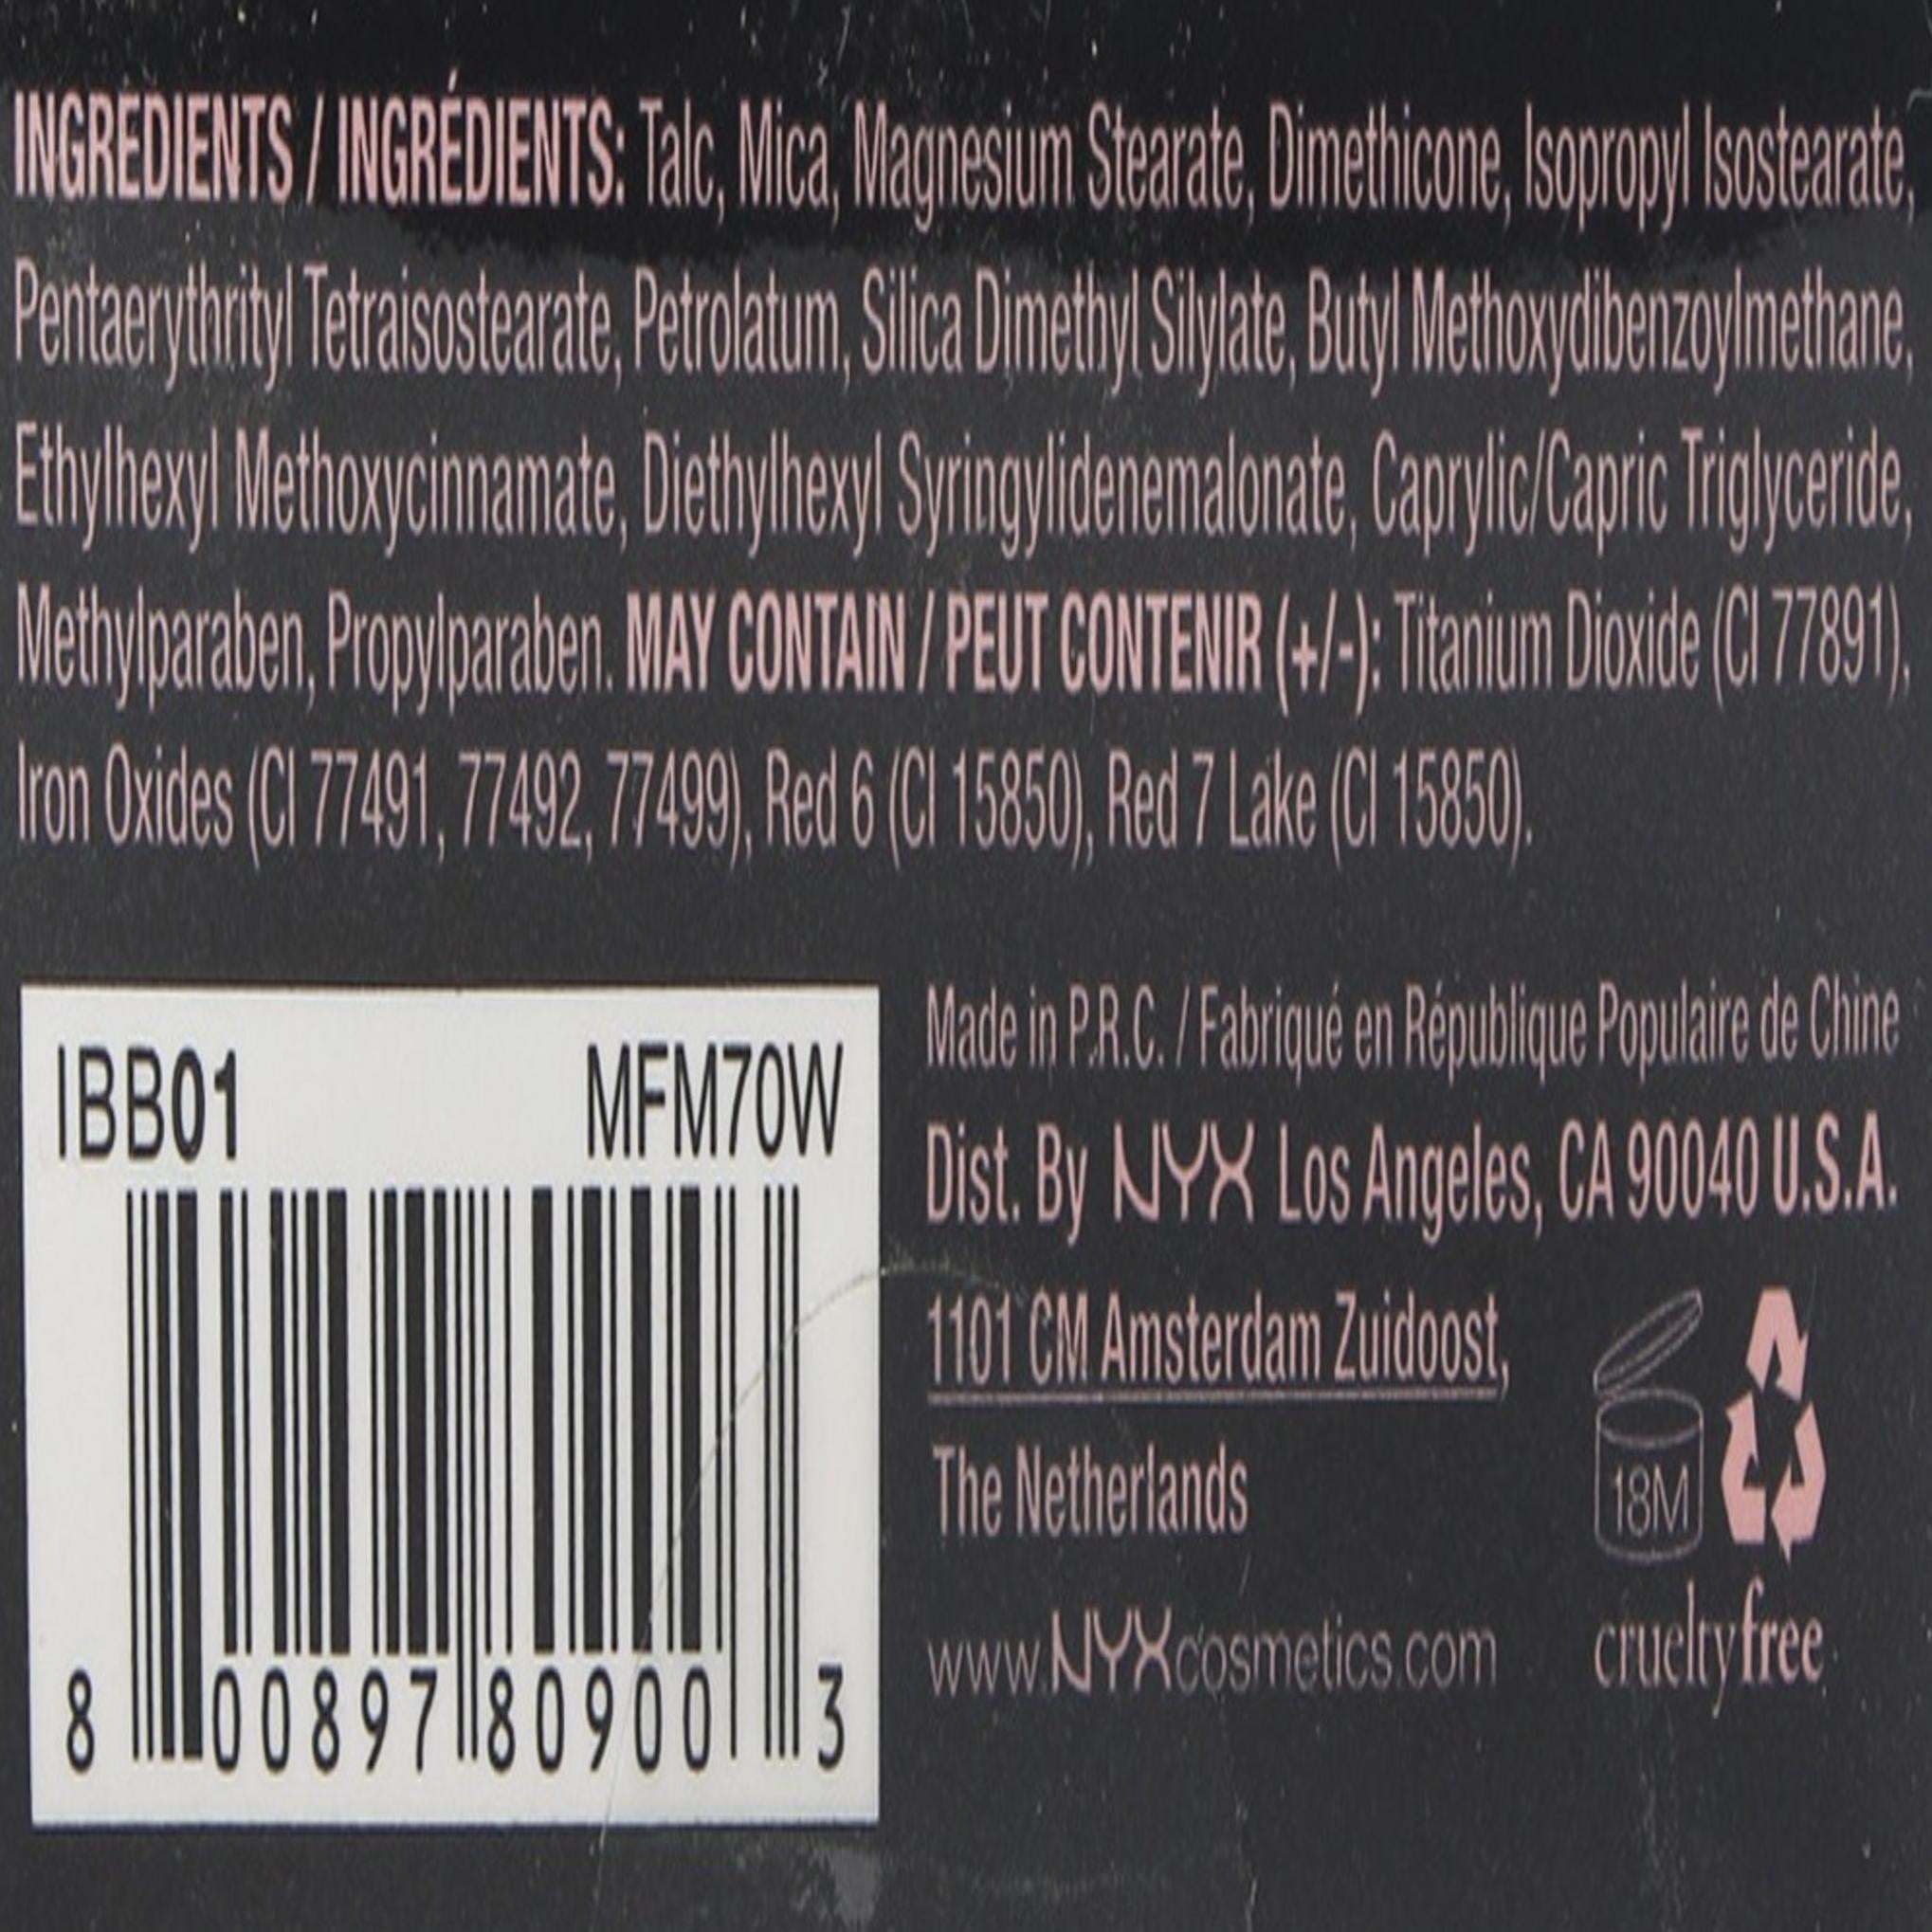 INGREDIENTS / INGRÉDIENTS: Talc, Mica, Magnesium Stearate, Dimethicone, Isopropyl Isostearate,
Pentaerythrityl Tetraisostearate, Petrolatum, Silica Dimethyl Silylate, Butyl Methoxydibenzoylmethane,
Ethylhexyl Methoxycinnamate, Diethylhexyl Syringylidenemalonate, Caprylic/Capric Triglyceride,
Methylparaben, Propylparaben. MAY CONTAIN / PEUT CONTENIR (+/-): Titanium Dioxide (CI 77891).
Iron Oxides (CI 77491, 77492, 77499), Red 6 (CI 15850), Red 7 Lake (CI 15850).
IBB01 MFM70W
8 00897 80900 3
Made in P.R.C. / Fabriqué en République Populaire de Chine
Dist. By NYX Los Angeles, CA 90040 U.S.A.
1101 CM Amsterdam Zuidoost,
The Netherlands
www.NYXcosmetics.com
18M
crueltyfree